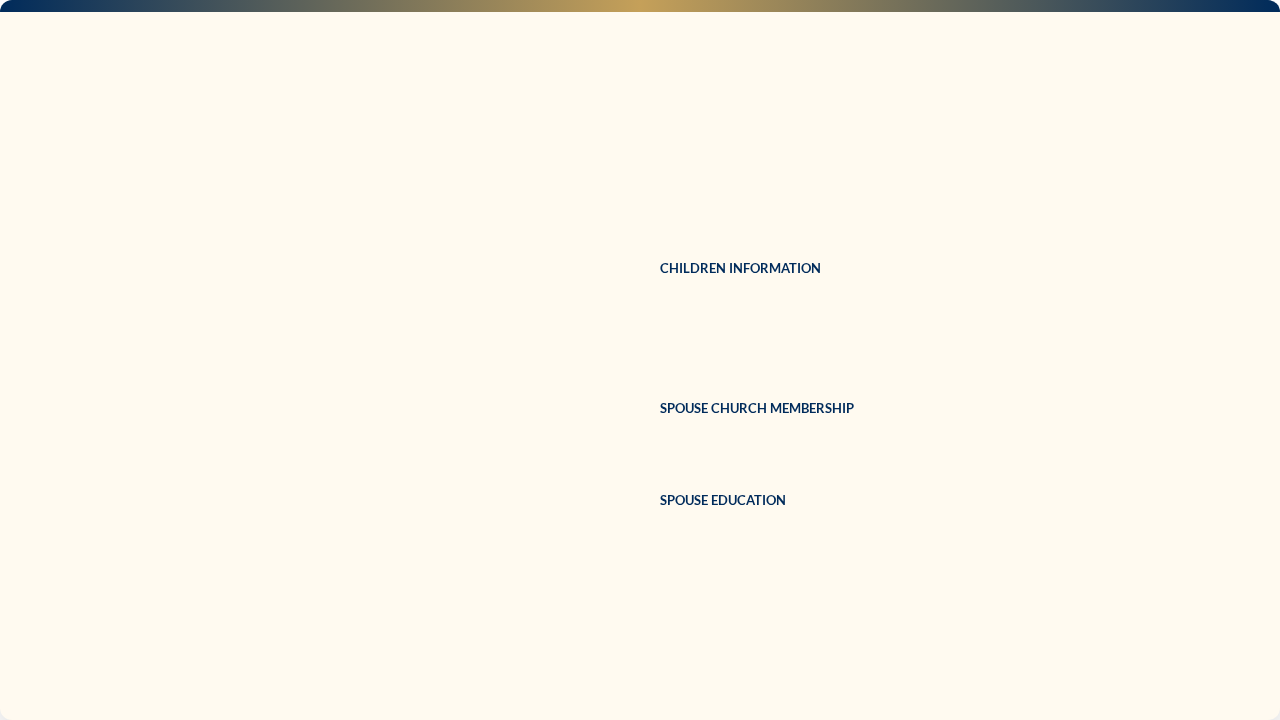 CHILDREN INFORMATION
SPOUSE CHURCH MEMBERSHIP
SPOUSE EDUCATION